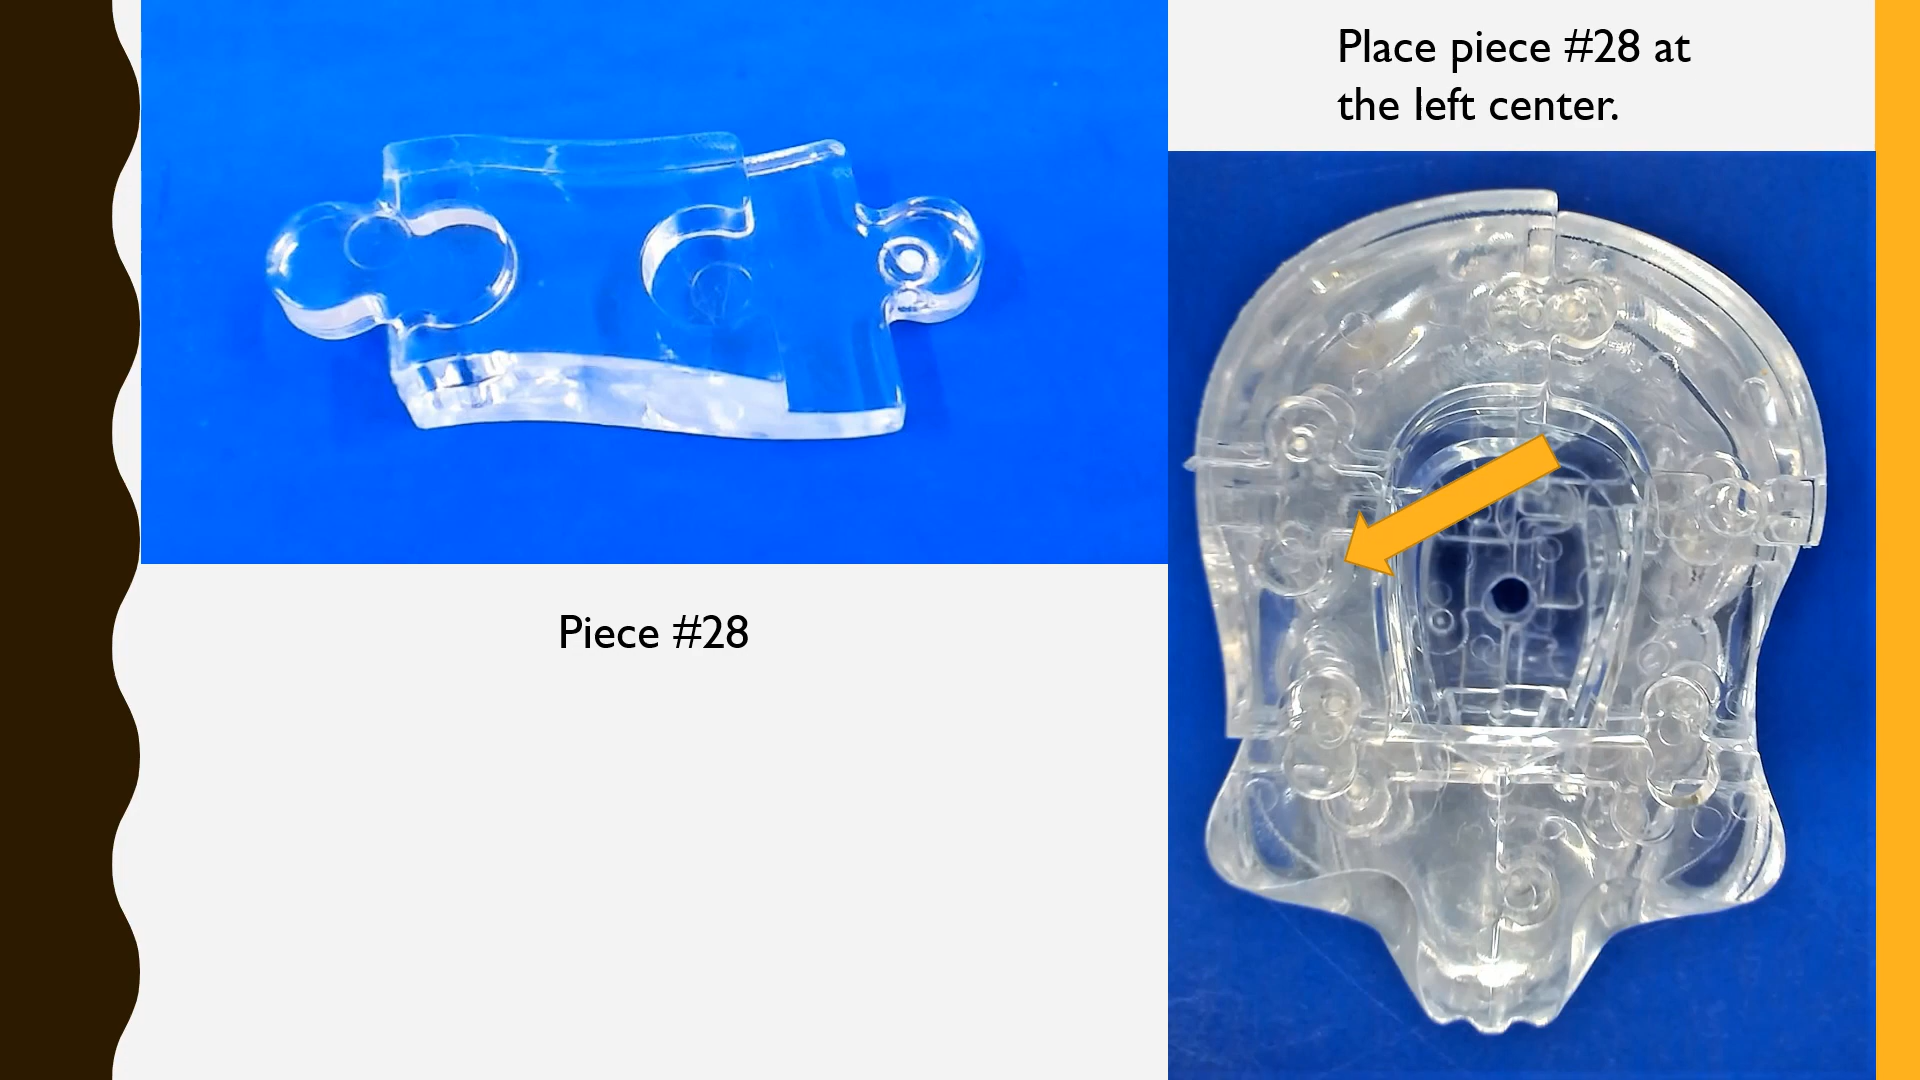 Place piece #28 at
the left center.
Piece #28